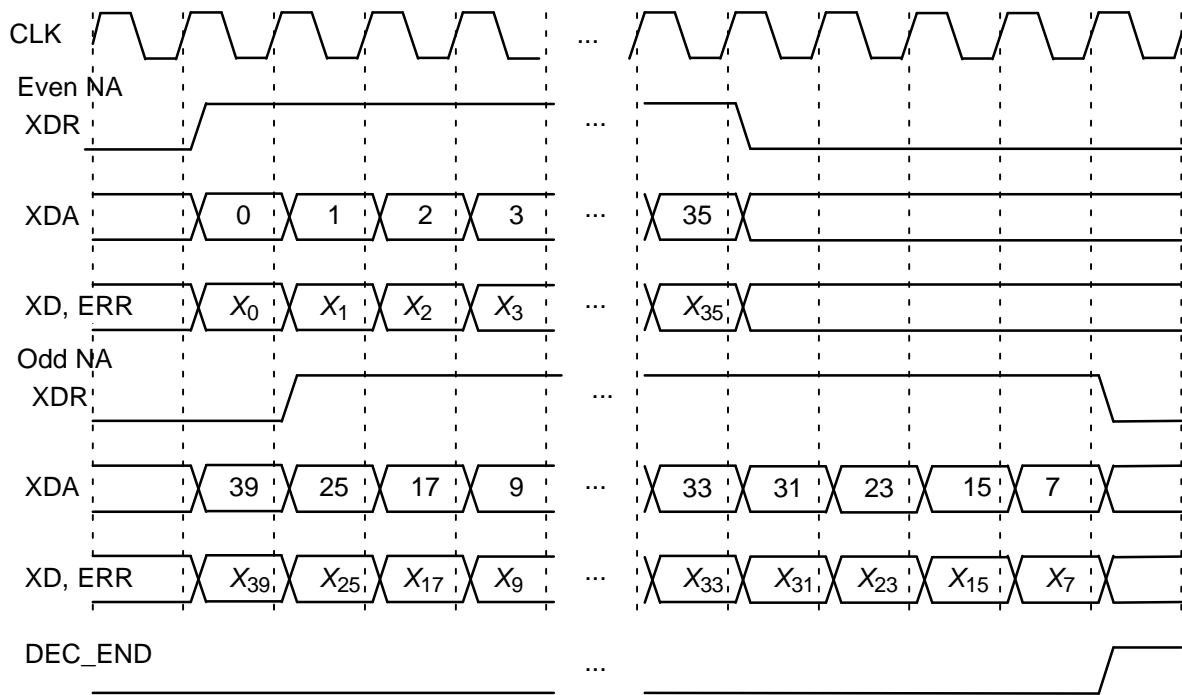 CLK ...
Even NA
XDR ...
XDA 0 1 2 3 ... 35
XD, ERR X0 X1 X2 X3 ... X35
Odd NA
XDR ...
XDA 39 25 17 9 ... 33 31 23 15 7
XD, ERR X39 X25 X17 X9 ... X33 X31 X23 X15 X7
DEC_END ...